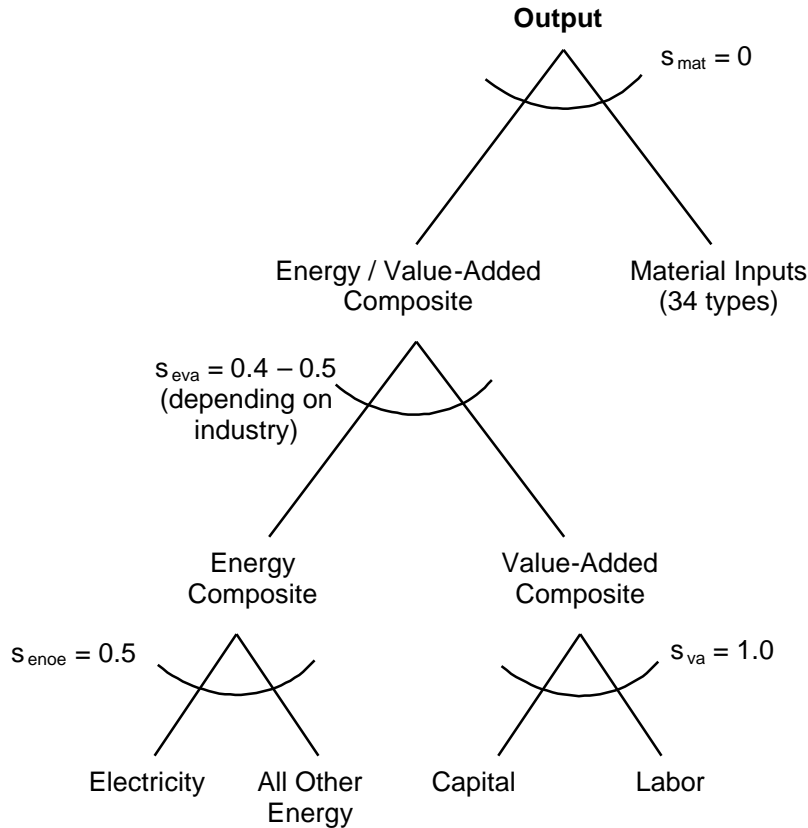 Output
s mat = 0
Energy / Value-Added
Composite
Material Inputs
(34 types)
s eva = 0.4 – 0.5
(depending on
industry)
Energy
Composite
Value-Added
Composite
s enoe = 0.5
s va = 1.0
Electricity
All Other
Energy
Capital
Labor